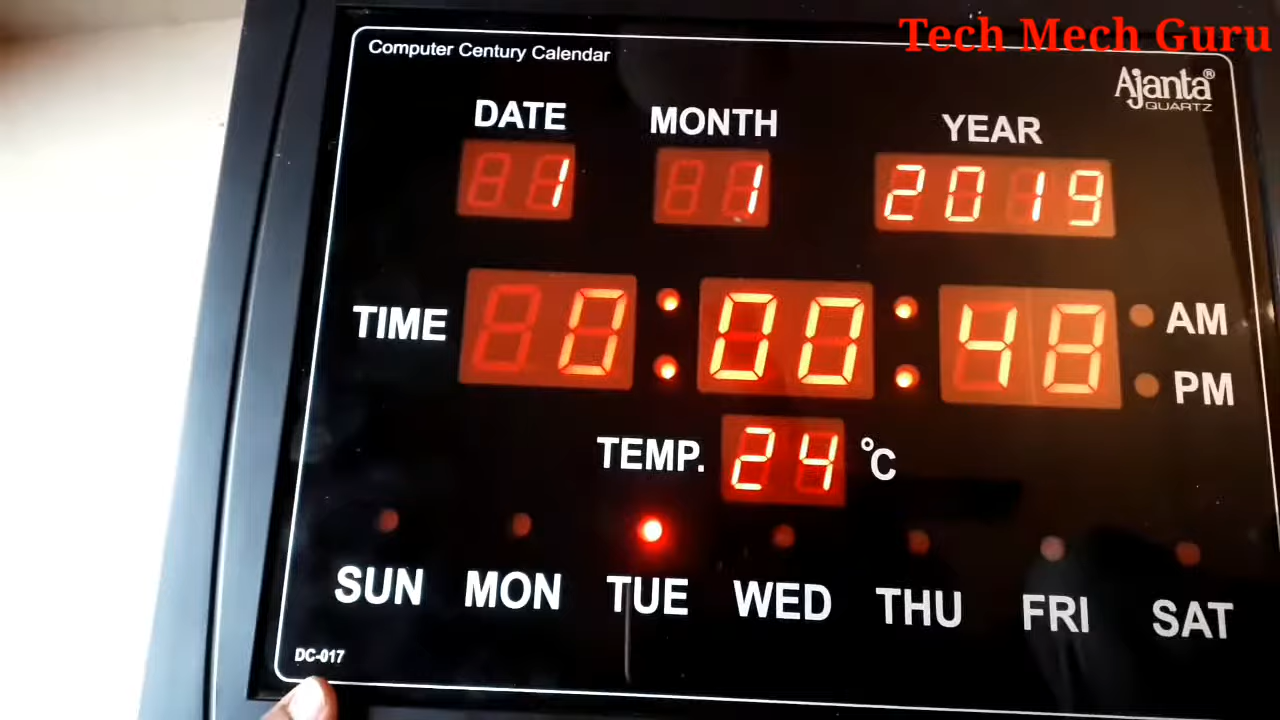 Tech Mech Guru
Computer Century Calendar
Ajanta®
QUARTZ
DATE MONTH YEAR
1 1 2019
TIME 0:00:48 AM
PM
TEMP. 24 °C
SUN MON TUE WED THU FRI SAT
DC-017